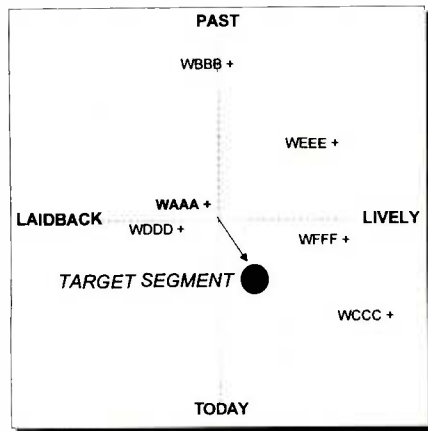 PAST
WBBB +
WEEE +
WAAA +
LAIDBACK
LIVELY
WDDD +
WFFF +
TARGET SEGMENT
WCCC +
TODAY